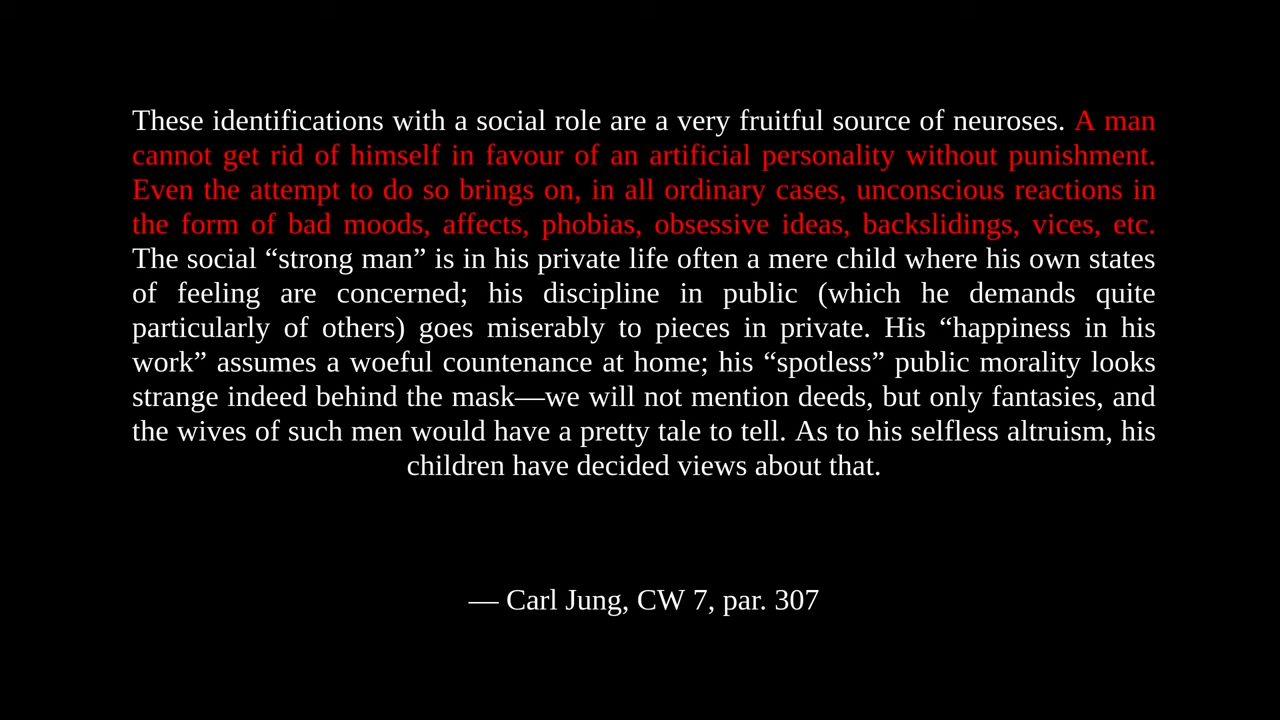 These identifications with a social role are a very fruitful source of neuroses. A man
cannot get rid of himself in favour of an artificial personality without punishment.
Even the attempt to do so brings on, in all ordinary cases, unconscious reactions in
the form of bad moods, affects, phobias, obsessive ideas, backslidings, vices, etc.
The social “strong man” is in his private life often a mere child where his own states
of feeling are concerned; his discipline in public (which he demands quite
particularly of others) goes miserably to pieces in private. His “happiness in his
work” assumes a woeful countenance at home; his “spotless” public morality looks
strange indeed behind the mask—we will not mention deeds, but only fantasies, and
the wives of such men would have a pretty tale to tell. As to his selfless altruism, his
children have decided views about that.
— Carl Jung, CW 7, par. 307